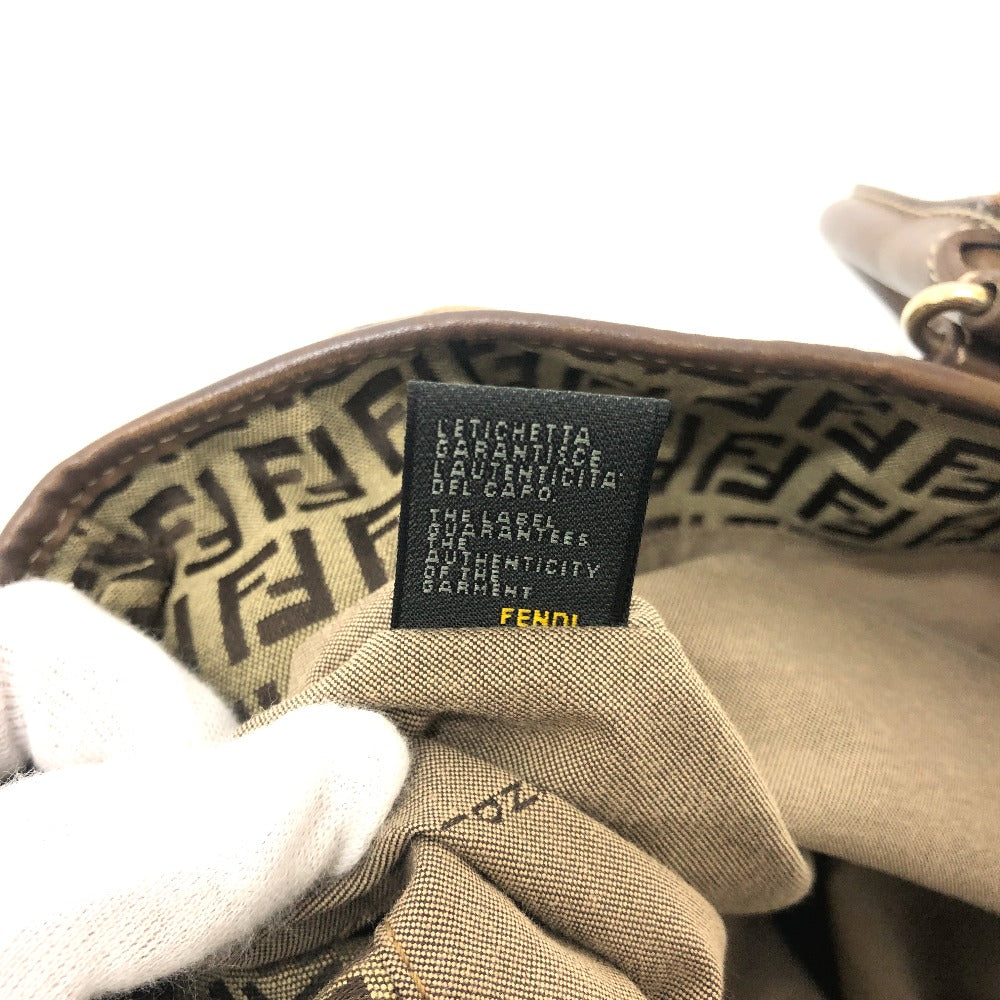 L'ETICHETTA
GARANTISCE
L'AUTENTICITA'
DEL CAPO.
THE LABEL
GUARANTEES
THE
AUTHENTICITY
OF THE
GARMENT
FENDI